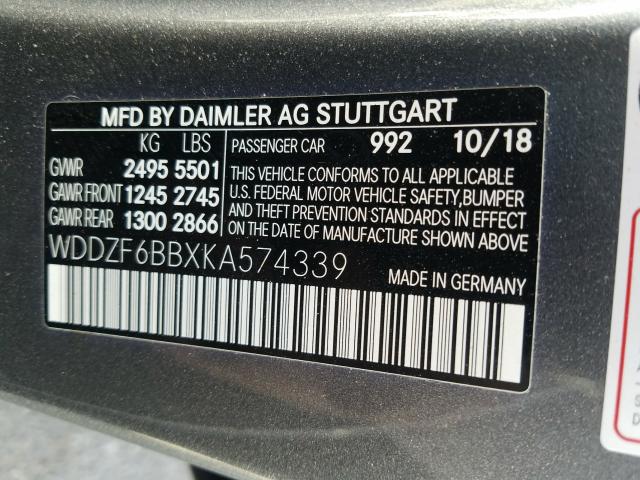 MFD BY DAIMLER AG STUTTGART
KG LBS
GVWR 2495 5501
GAWR FRONT 1245 2745
GAWR REAR 1300 2866
PASSENGER CAR 992 10/18
THIS VEHICLE CONFORMS TO ALL APPLICABLE
U.S. FEDERAL MOTOR VEHICLE SAFETY,BUMPER
AND THEFT PREVENTION STANDARDS IN EFFECT
ON THE DATE OF MANUFACTURE SHOWN ABOVE.
WDDZF6BBXKA574339
MADE IN GERMANY